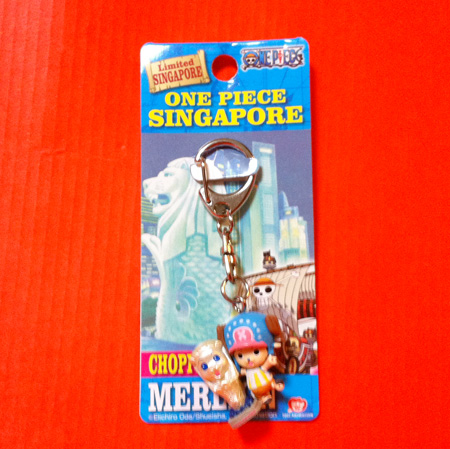 Limited
SINGAPORE
ONE PIECE
ONE PIECE
SINGAPORE
CHOPP
MERL
©Eiichiro Oda/Shueisha,